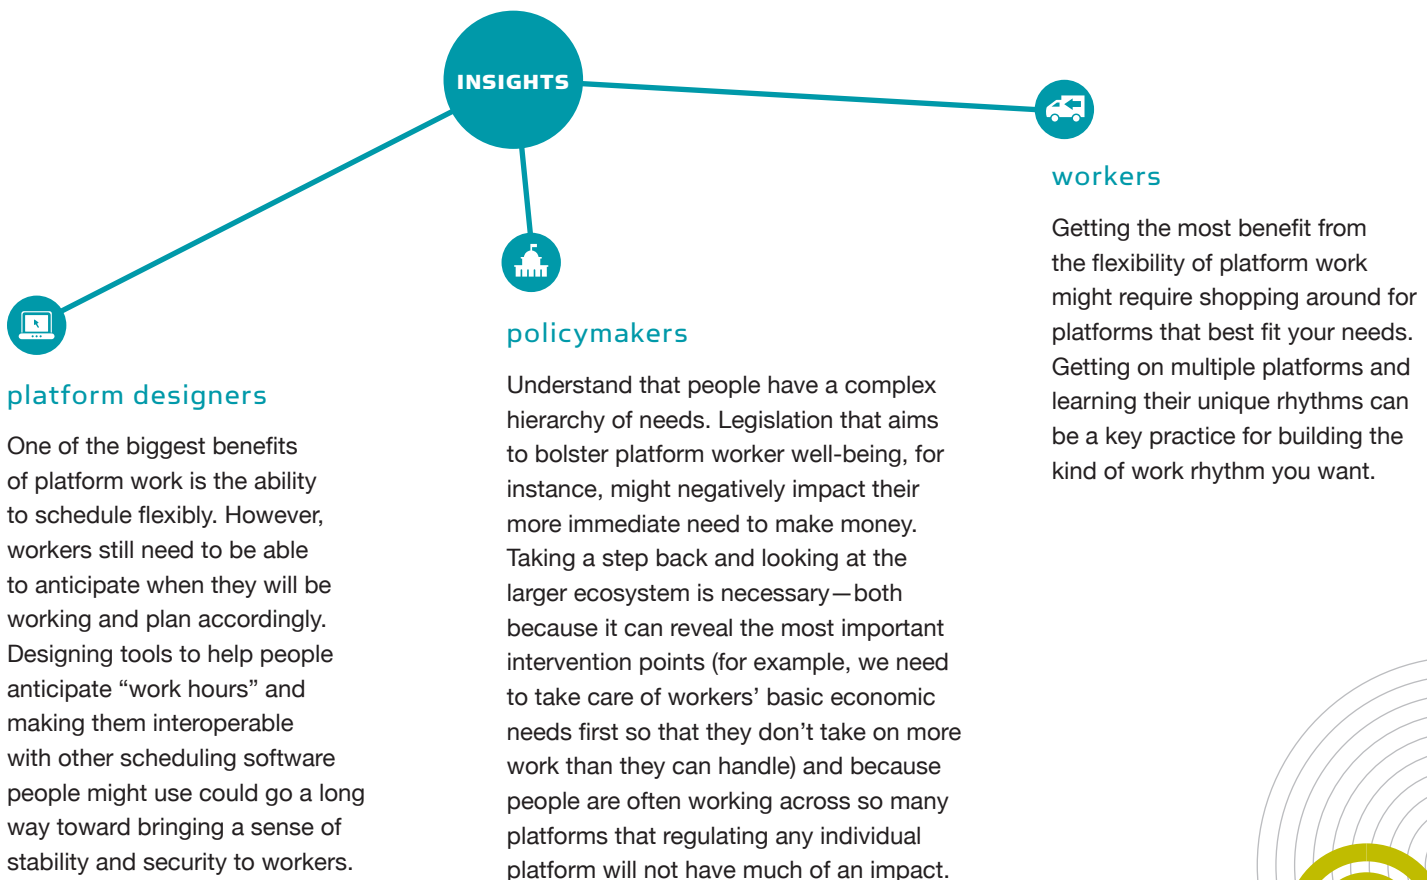 INSIGHTS
platform designers
One of the biggest benefits
of platform work is the ability
to schedule flexibly. However,
workers still need to be able
to anticipate when they will be
working and plan accordingly.
Designing tools to help people
anticipate “work hours” and
making them interoperable
with other scheduling software
people might use could go a long
way toward bringing a sense of
stability and security to workers.
policymakers
Understand that people have a complex
hierarchy of needs. Legislation that aims
to bolster platform worker well-being, for
instance, might negatively impact their
more immediate need to make money.
Taking a step back and looking at the
larger ecosystem is necessary—both
because it can reveal the most important
intervention points (for example, we need
to take care of workers’ basic economic
needs first so that they don’t take on more
work than they can handle) and because
people are often working across so many
platforms that regulating any individual
platform will not have much of an impact.
workers
Getting the most benefit from
the flexibility of platform work
might require shopping around for
platforms that best fit your needs.
Getting on multiple platforms and
learning their unique rhythms can
be a key practice for building the
kind of work rhythm you want.